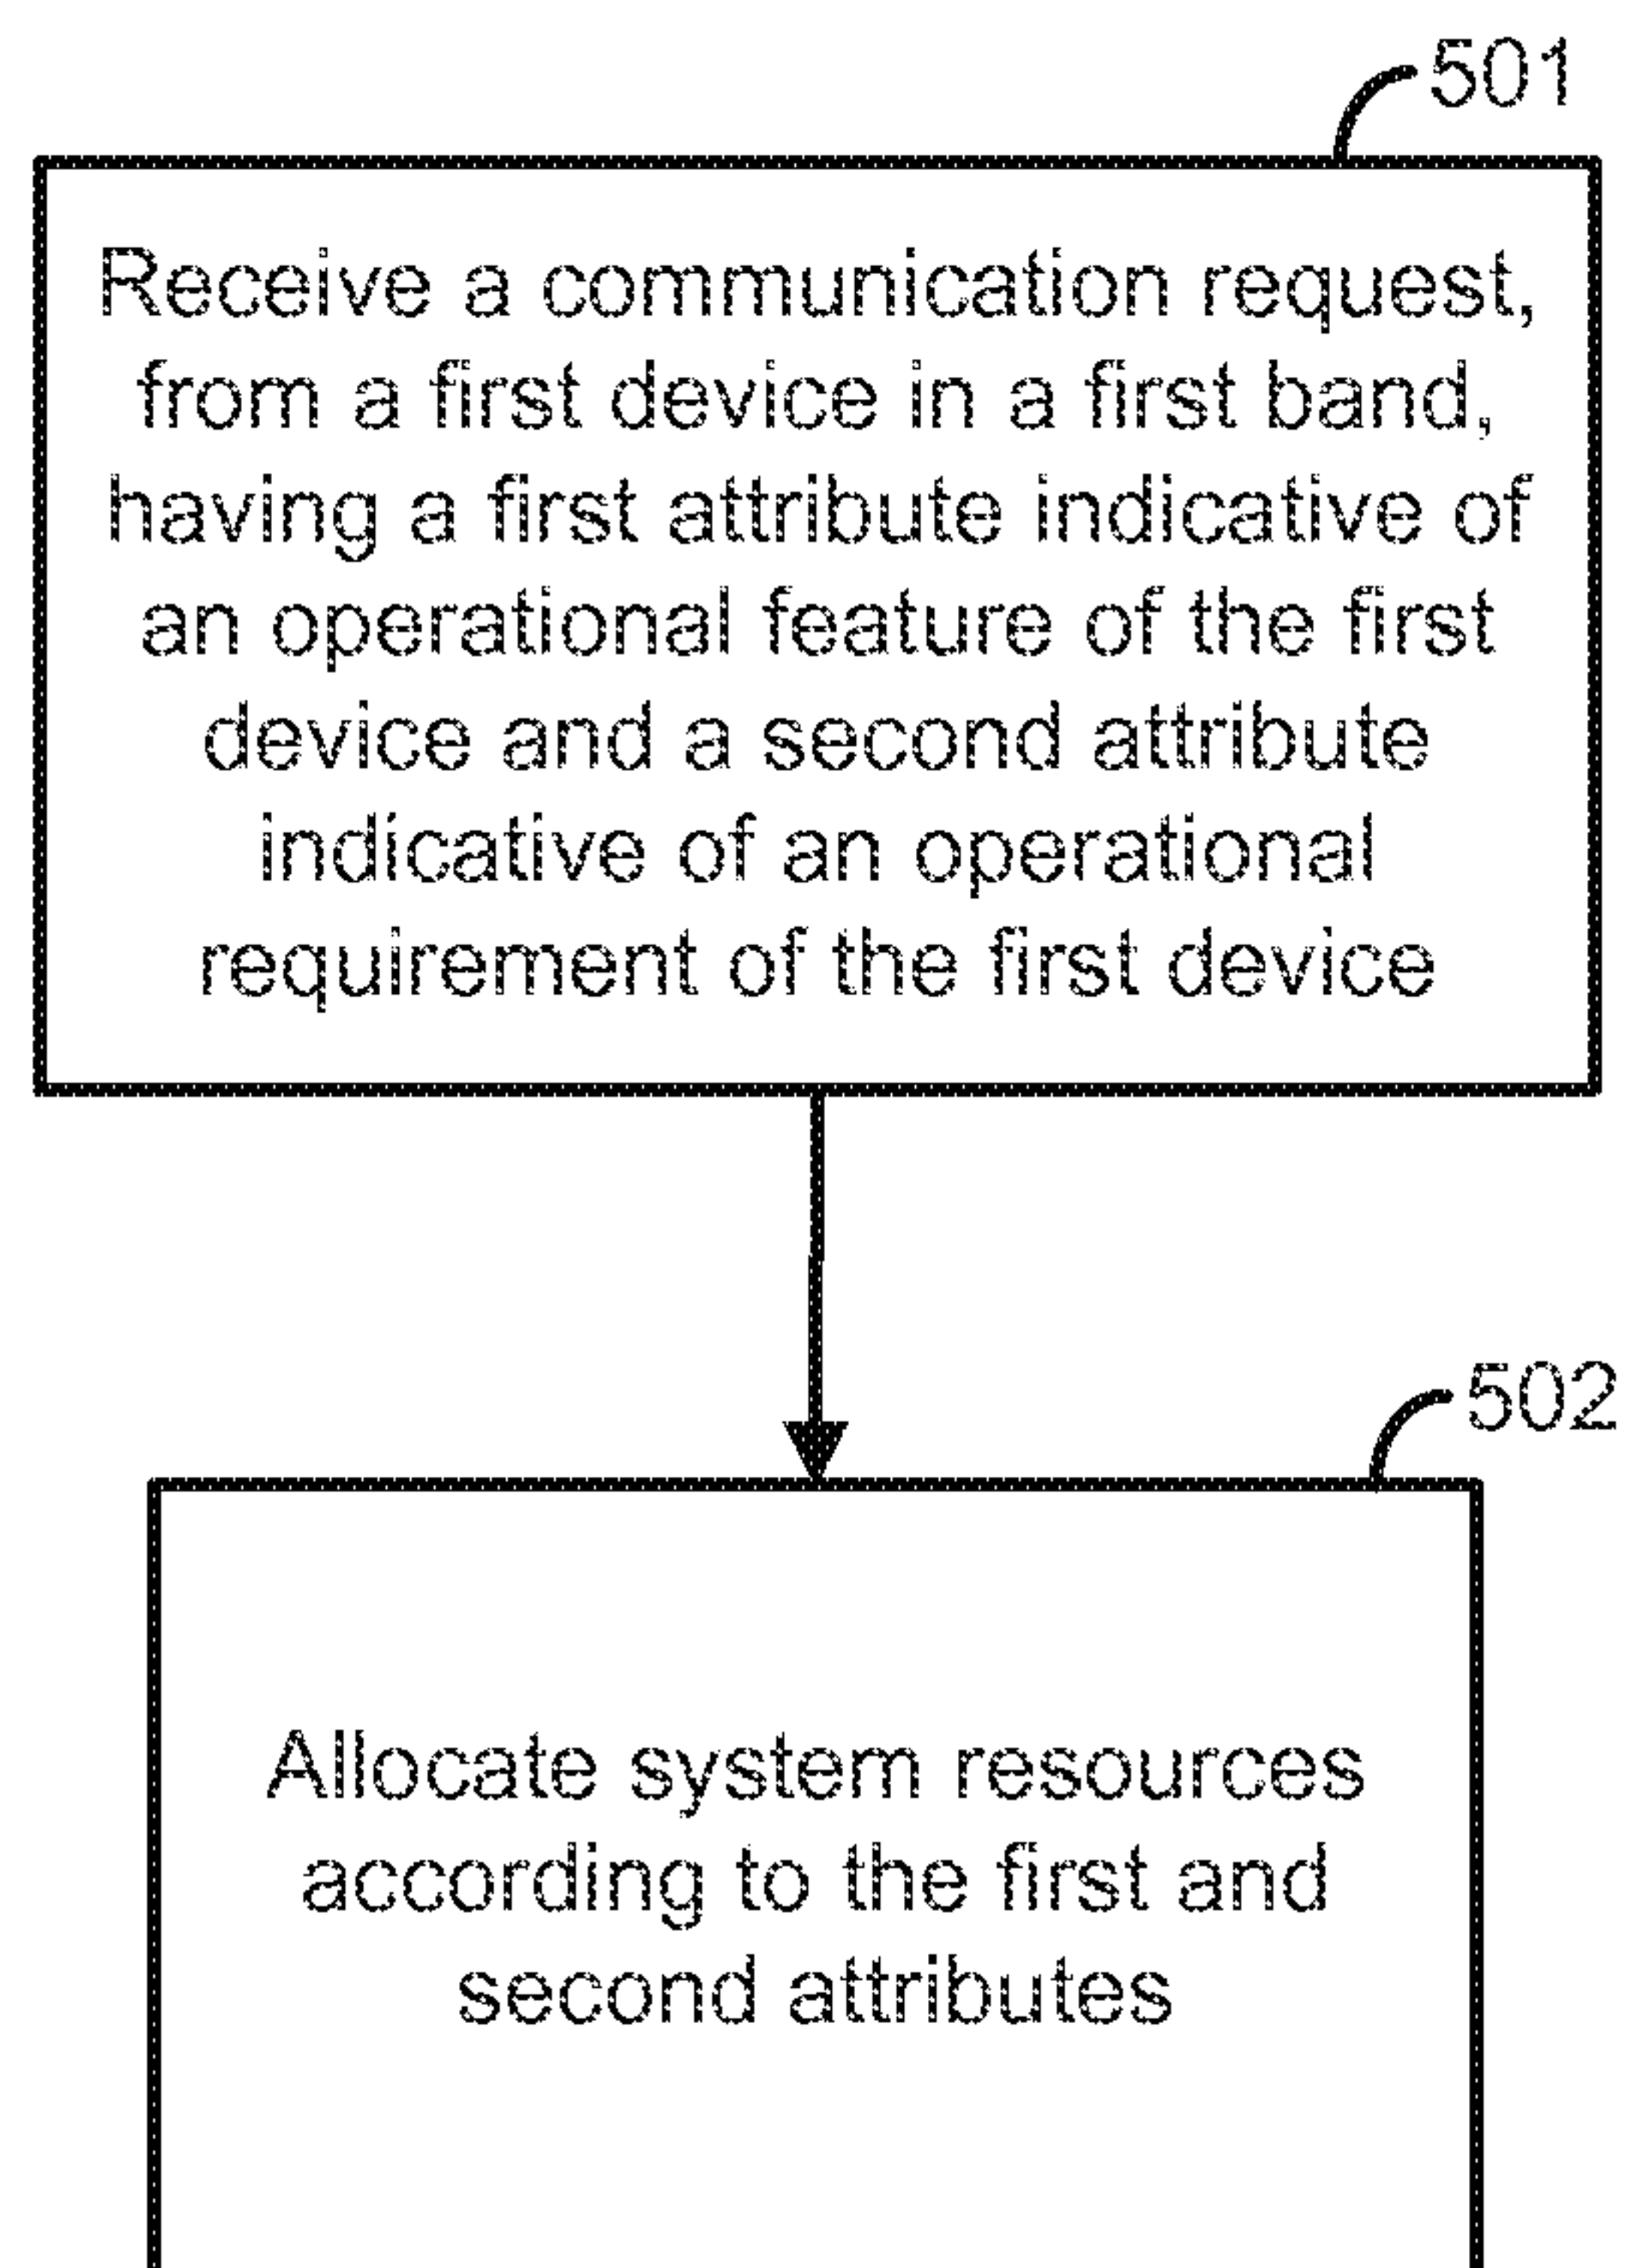 501
Receive a communication request,
from a first device in a first band,
having a first attribute indicative of
an operational feature of the first
device and a second attribute
indicative of an operational
requirement of the first device
502
Allocate system resources
according to the first and
second attributes